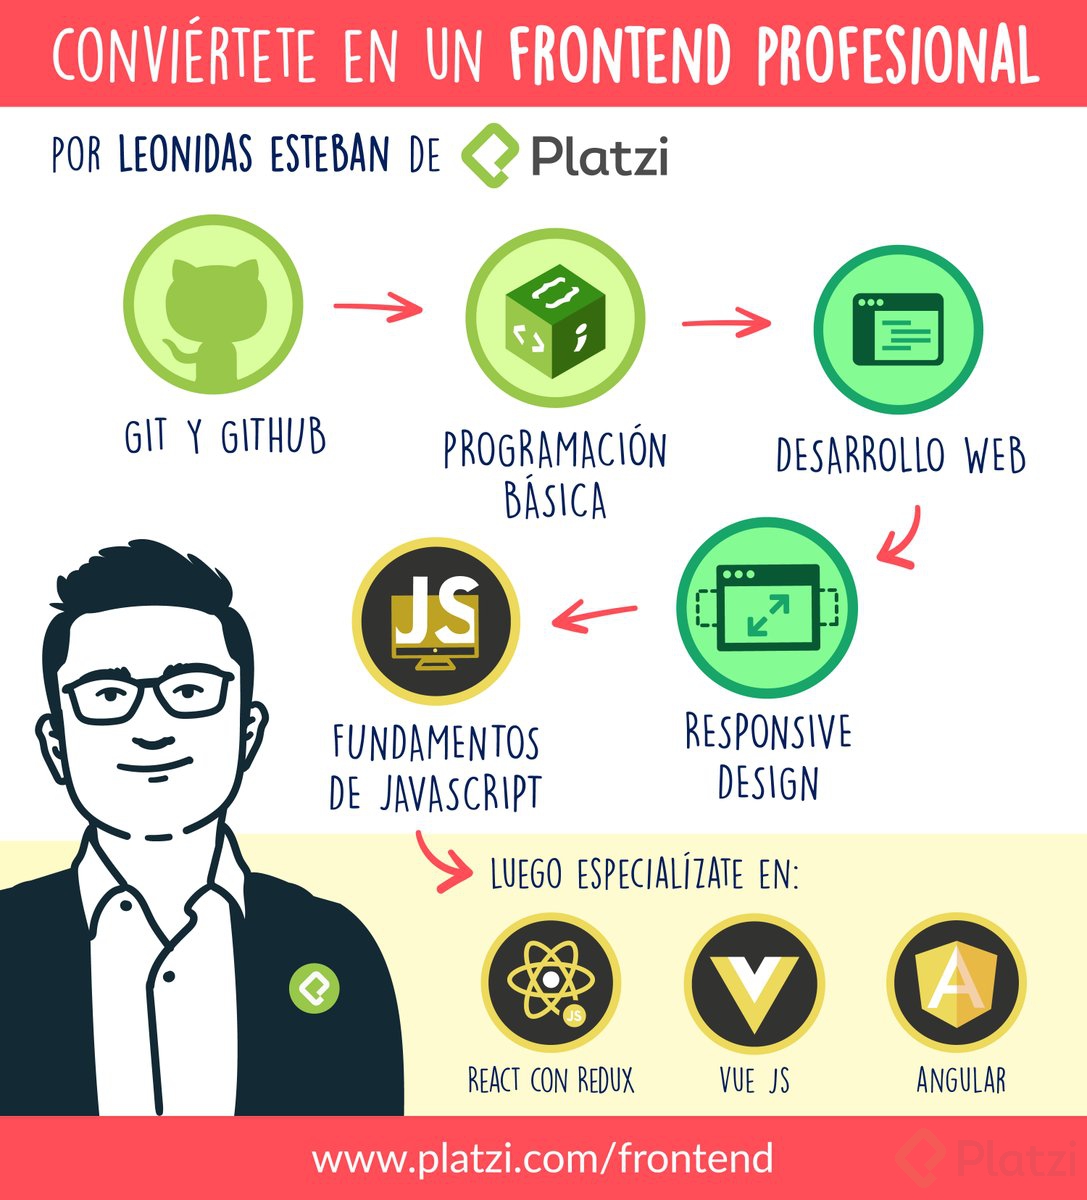 CONVIÉRTETE EN UN FRONTEND PROFESIONAL
POR LEONIDAS ESTEBAN DE Platzi
GIT Y GITHUB
PROGRAMACIÓN
BÁSICA
DESARROLLO WEB
JS
FUNDAMENTOS
DE JAVASCRIPT
RESPONSIVE
DESIGN
LUEGO ESPECIALÍZATE EN:
JS
A
REACT CON REDUX
VUE JS
ANGULAR
www.platzi.com/frontend
Platzi